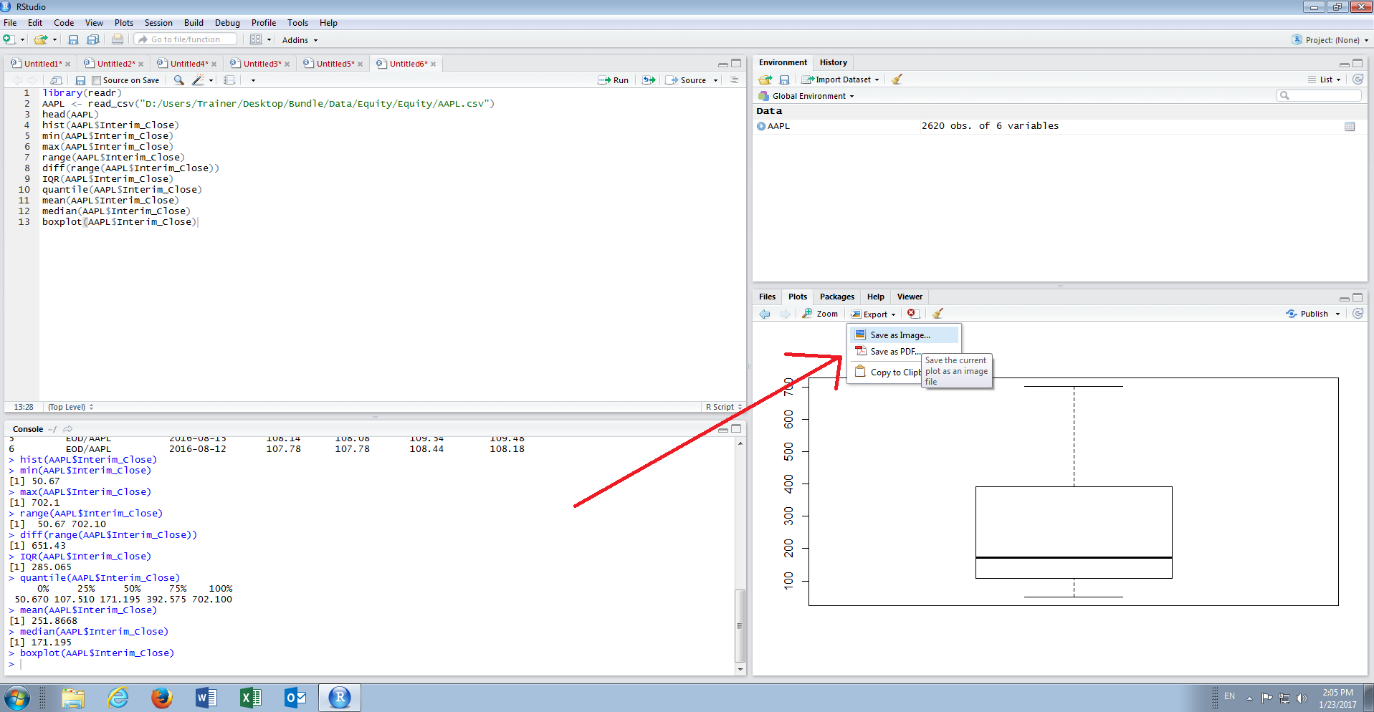 RStudio
File Edit Code View Plots Session Build Debug Profile Tools Help
Go to file/function Addins Project: (None)
Untitled1* Untitled2* Untitled4* Untitled3* Untitled5* Untitled6*
Source on Save Run Source
1 library(readr)
2 AAPL <- read_csv("D:/Users/Trainer/Desktop/Bundle/Data/Equity/Equity/AAPL.csv")
3 head(AAPL)
4 hist(AAPL$Interim_Close)
5 min(AAPL$Interim_Close)
6 max(AAPL$Interim_Close)
7 range(AAPL$Interim_Close)
8 diff(range(AAPL$Interim_Close))
9 IQR(AAPL$Interim_Close)
10 quantile(AAPL$Interim_Close)
11 mean(AAPL$Interim_Close)
12 median(AAPL$Interim_Close)
13 boxplot(AAPL$Interim_Close)
13:28 (Top Level) R Script
Console ~/
5 EOD/AAPL 2016-08-15 108.14 108.08 109.54 109.48
6 EOD/AAPL 2016-08-12 107.78 107.78 108.44 108.18
> hist(AAPL$Interim_Close)
> min(AAPL$Interim_Close)
[1] 50.67
> max(AAPL$Interim_Close)
[1] 702.1
> range(AAPL$Interim_Close)
[1] 50.67 702.10
> diff(range(AAPL$Interim_Close))
[1] 651.43
> IQR(AAPL$Interim_Close)
[1] 285.065
> quantile(AAPL$Interim_Close)
0% 25% 50% 75% 100%
50.670 107.510 171.195 392.575 702.100
> mean(AAPL$Interim_Close)
[1] 251.8668
> median(AAPL$Interim_Close)
[1] 171.195
> boxplot(AAPL$Interim_Close)
>
Environment History
Import Dataset List
Global Environment
Data
AAPL 2620 obs. of 6 variables
Files Plots Packages Help Viewer
Zoom Export Publish
Save as Image...
Save as PDF...
Copy to Clipb
Save the current
plot as an image
file
700
600
500
400
300
200
100
EN
2:05 PM
1/23/2017